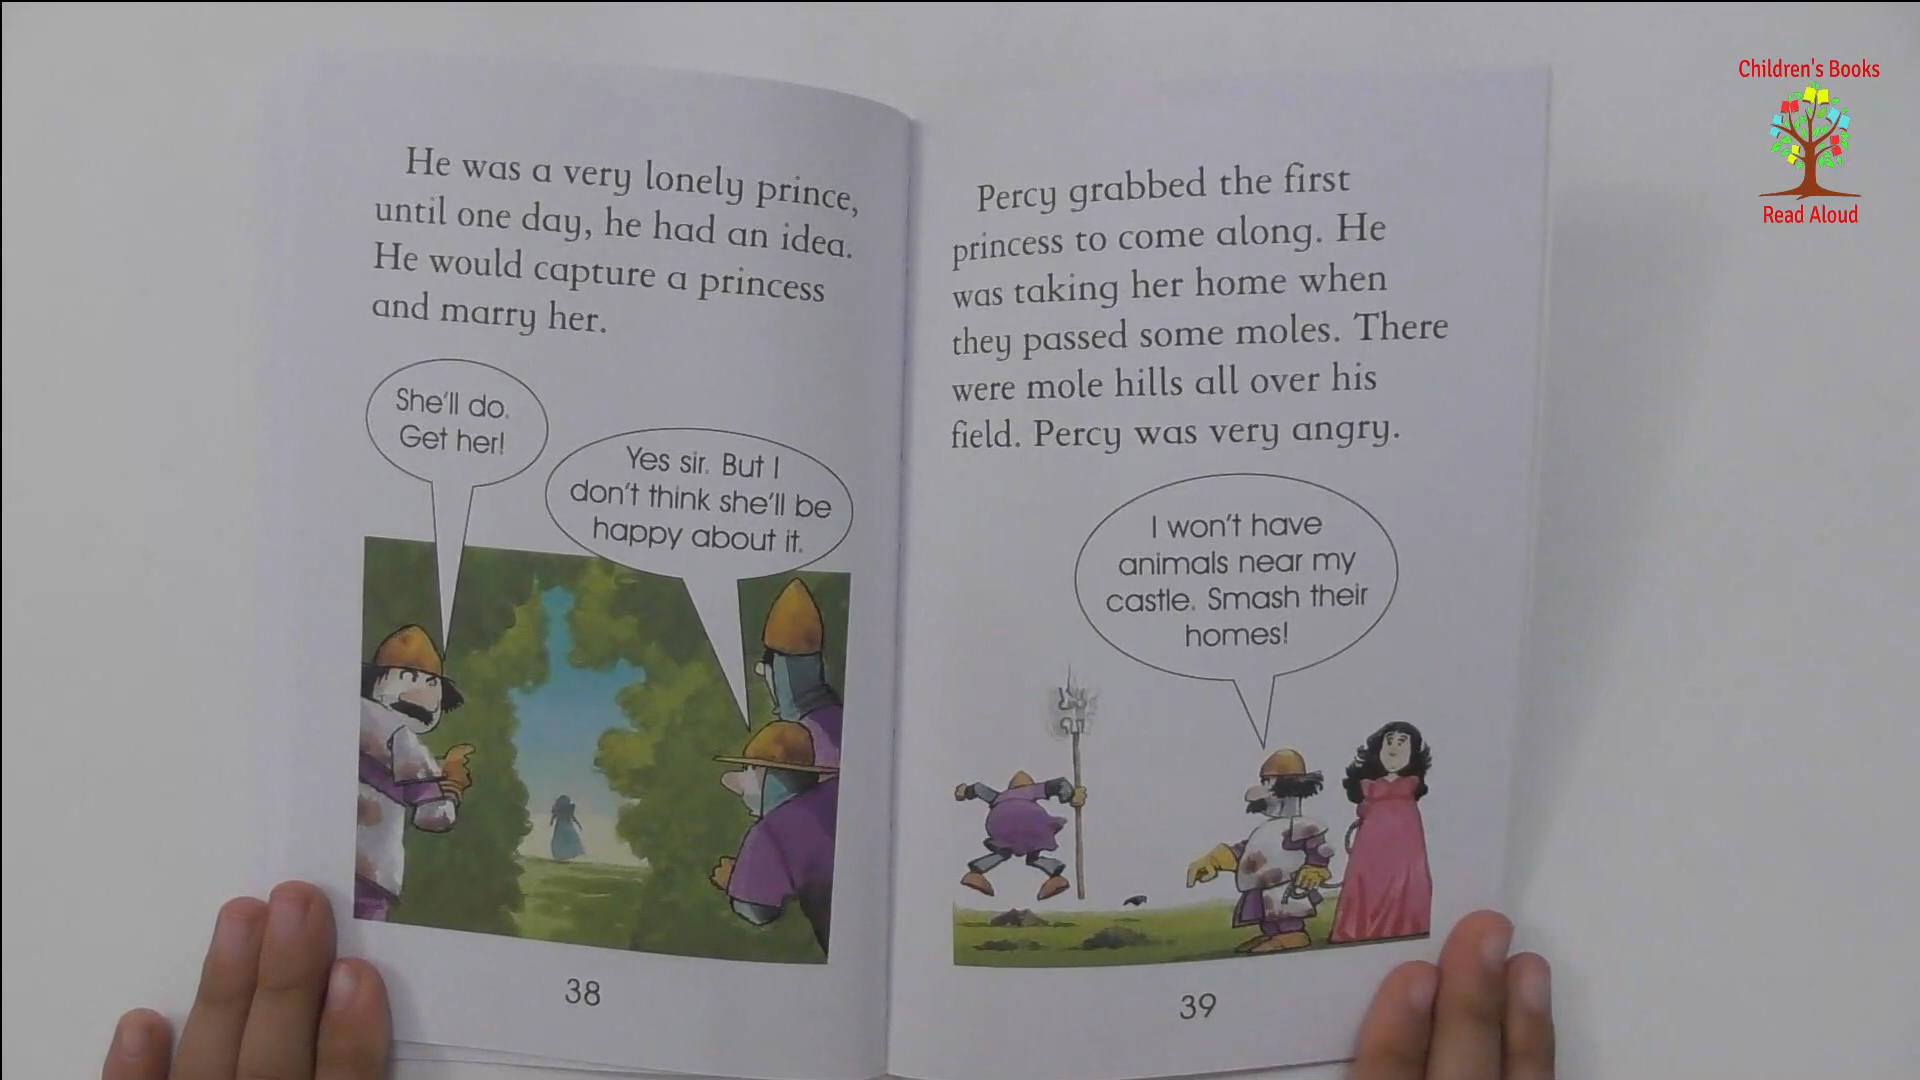 He was a very lonely prince,
until one day, he had an idea.
He would capture a princess
and marry her.
She'll do.
Get her!
Yes sir. But I
don't think she'll be
happy about it.
38
Percy grabbed the first
princess to come along. He
was taking her home when
they passed some moles. There
were mole hills all over his
field. Percy was very angry.
I won't have
animals near my
castle. Smash their
homes!
39
Children's Books
Read Aloud